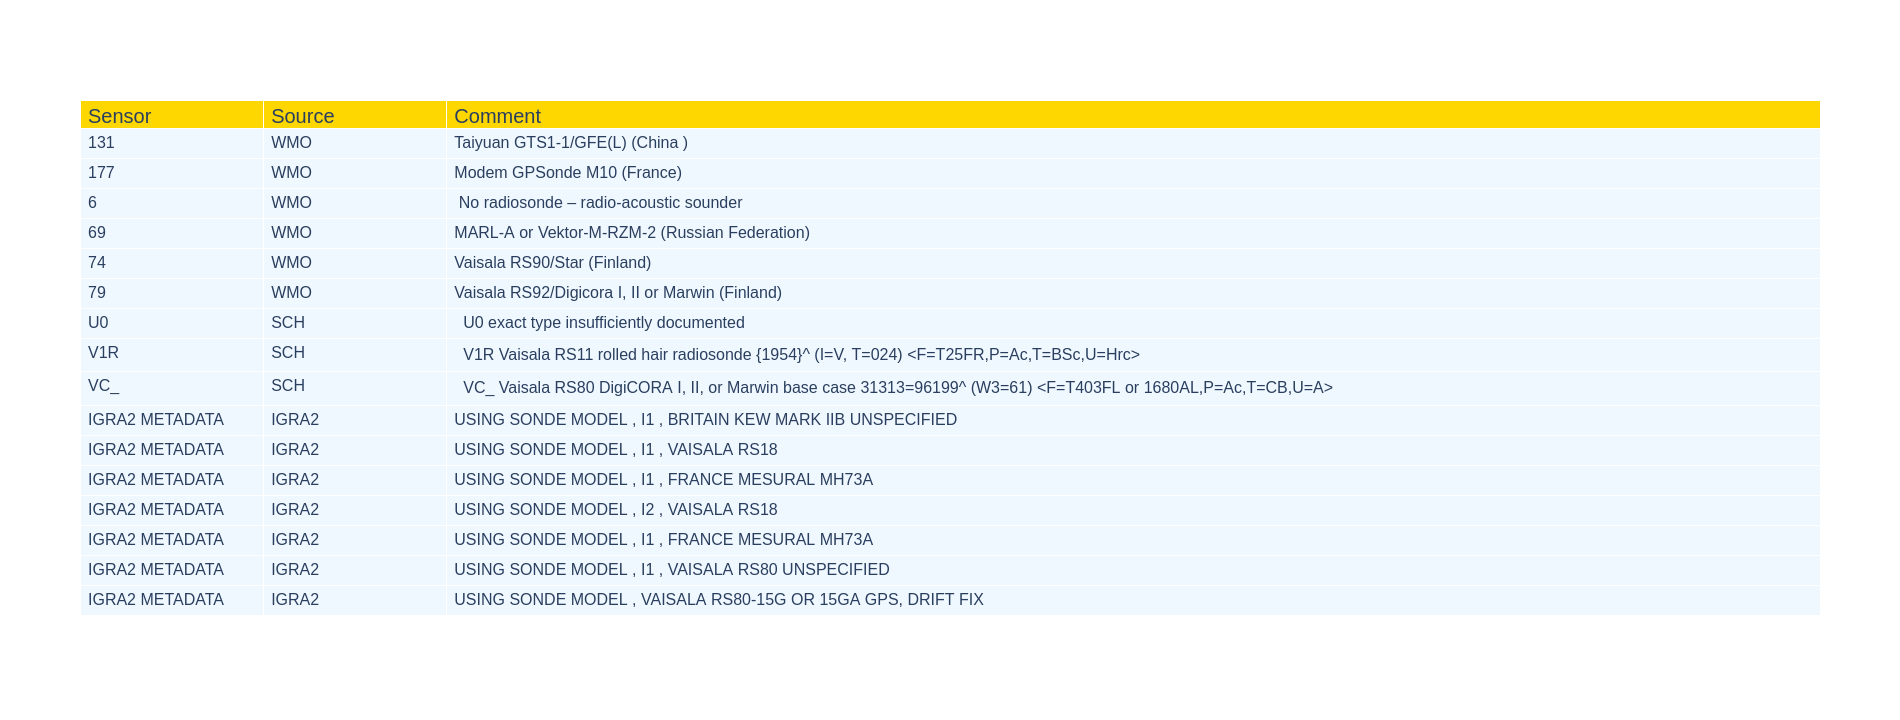 Sensor Source Comment
131 WMO Taiyuan GTS1-1/GFE(L) (China )
177 WMO Modem GPSonde M10 (France)
6 WMO No radiosonde – radio-acoustic sounder
69 WMO MARL-A or Vektor-M-RZM-2 (Russian Federation)
74 WMO Vaisala RS90/Star (Finland)
79 WMO Vaisala RS92/Digicora I, II or Marwin (Finland)
U0 SCH U0 exact type insufficiently documented
V1R SCH V1R Vaisala RS11 rolled hair radiosonde {1954}^ (I=V, T=024) <F=T25FR,P=Ac,T=BSc,U=Hrc>
VC_ SCH VC_ Vaisala RS80 DigiCORA I, II, or Marwin base case 31313=96199^ (W3=61) <F=T403FL or 1680AL,P=Ac,T=CB,U=A>
IGRA2 METADATA IGRA2 USING SONDE MODEL , I1 , BRITAIN KEW MARK IIB UNSPECIFIED
IGRA2 METADATA IGRA2 USING SONDE MODEL , I1 , VAISALA RS18
IGRA2 METADATA IGRA2 USING SONDE MODEL , I1 , FRANCE MESURAL MH73A
IGRA2 METADATA IGRA2 USING SONDE MODEL , I2 , VAISALA RS18
IGRA2 METADATA IGRA2 USING SONDE MODEL , I1 , FRANCE MESURAL MH73A
IGRA2 METADATA IGRA2 USING SONDE MODEL , I1 , VAISALA RS80 UNSPECIFIED
IGRA2 METADATA IGRA2 USING SONDE MODEL , VAISALA RS80-15G OR 15GA GPS, DRIFT FIX